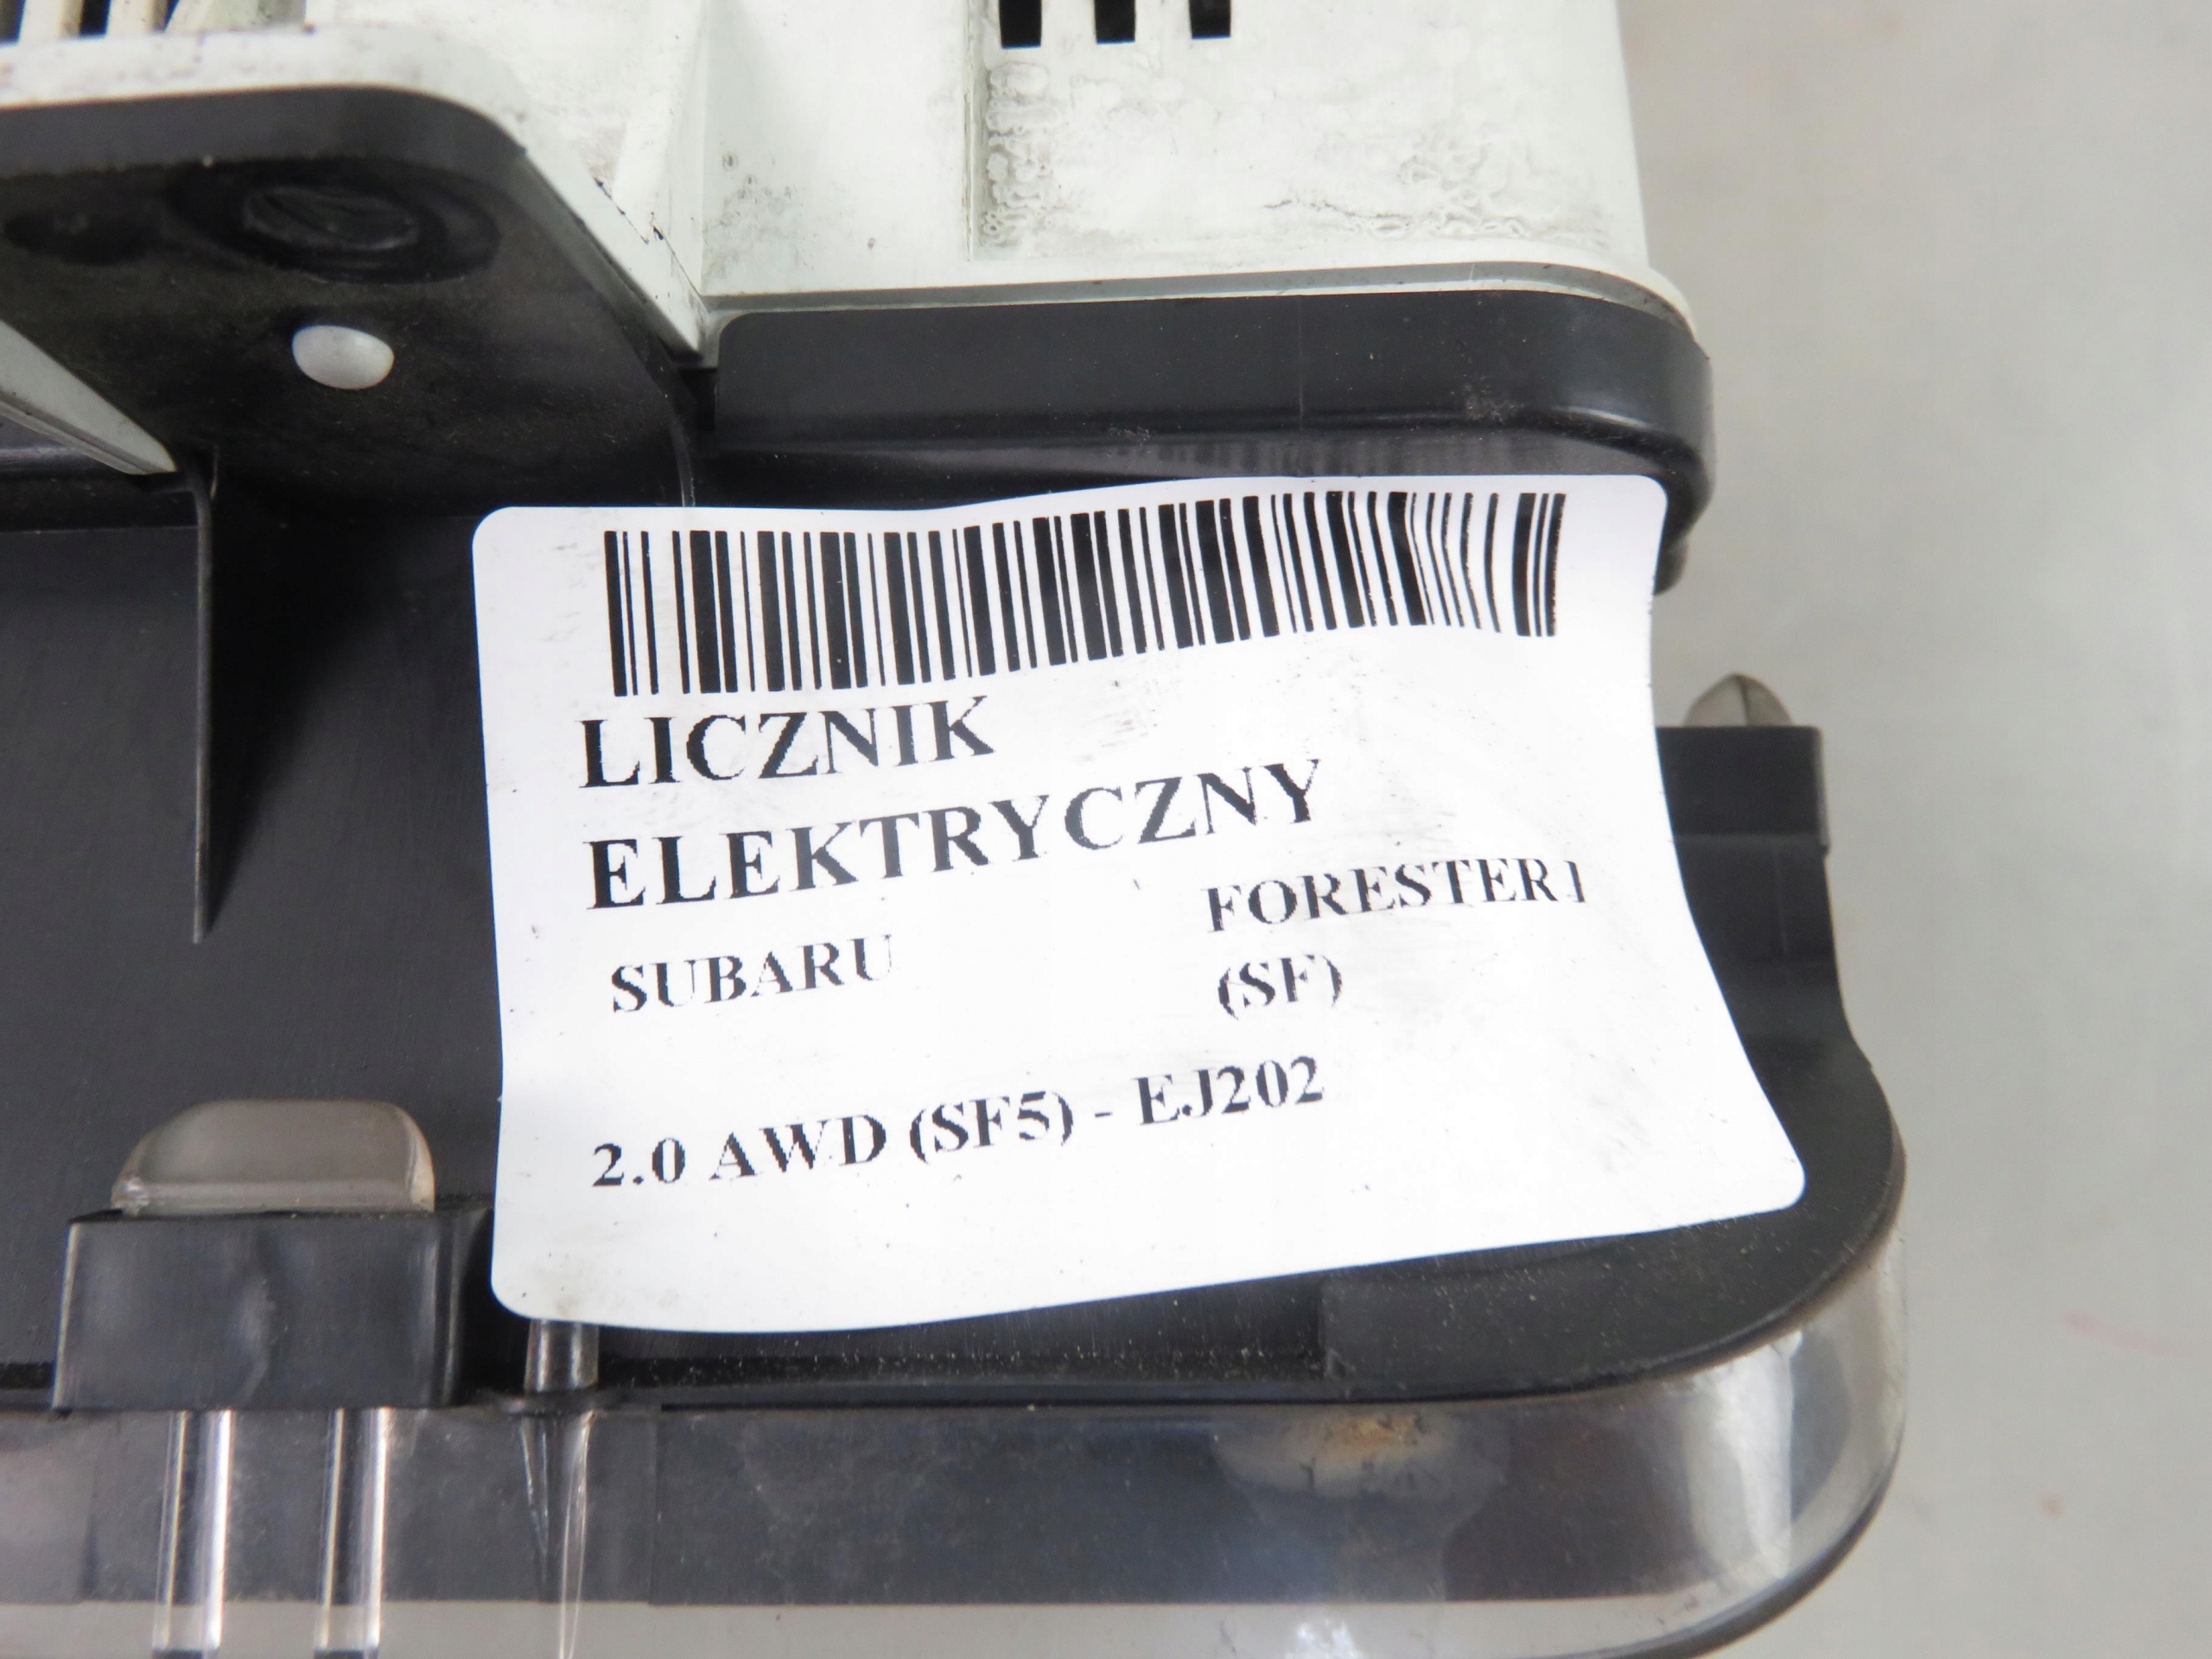 LICZNIK
ELEKTRYCZNY
SUBARU FORESTER I
(SF)
2.0 AWD (SF5) - EJ202